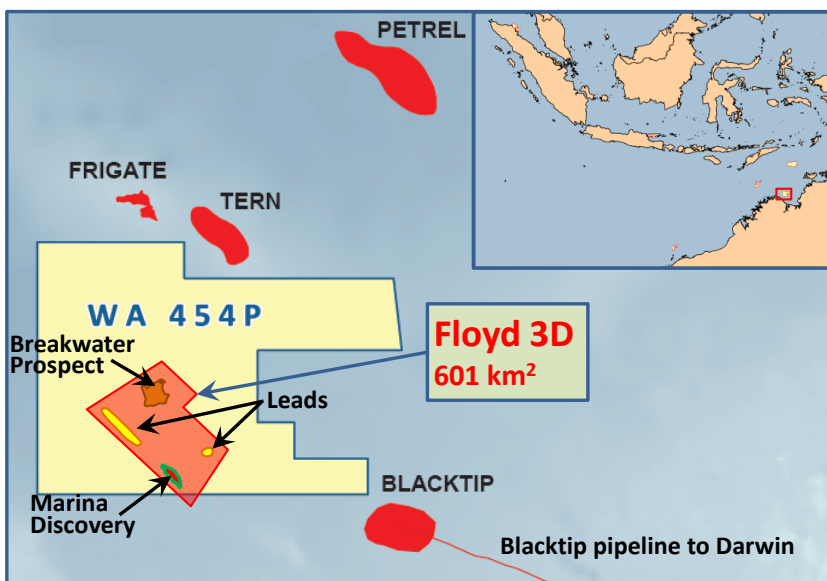 PETREL
FRIGATE
TERN
WA 454P
Breakwater
Prospect
Floyd 3D
601 km²
Leads
Marina
Discovery
BLACKTIP
Blacktip pipeline to Darwin